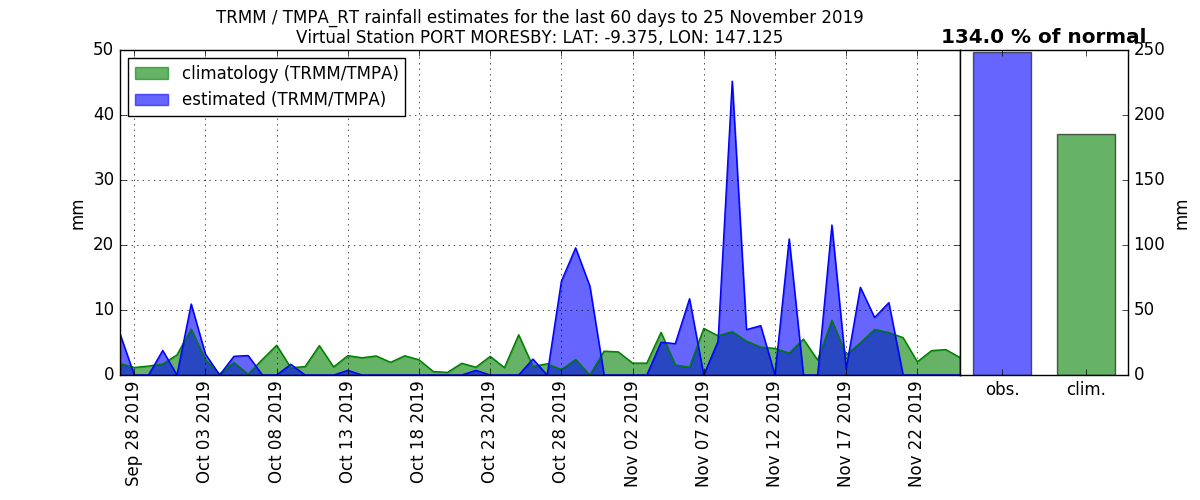 TRMM / TMPA_RT rainfall estimates for the last 60 days to 25 November 2019
Virtual Station PORT MORESBY: LAT: -9.375, LON: 147.125
134.0 % of normal
climatology (TRMM/TMPA)
estimated (TRMM/TMPA)
50
40
30
20
10
0
mm
Sep 28 2019
Oct 03 2019
Oct 08 2019
Oct 13 2019
Oct 18 2019
Oct 23 2019
Oct 28 2019
Nov 02 2019
Nov 07 2019
Nov 12 2019
Nov 17 2019
Nov 22 2019
250
200
150
100
50
0
mm
obs.
clim.